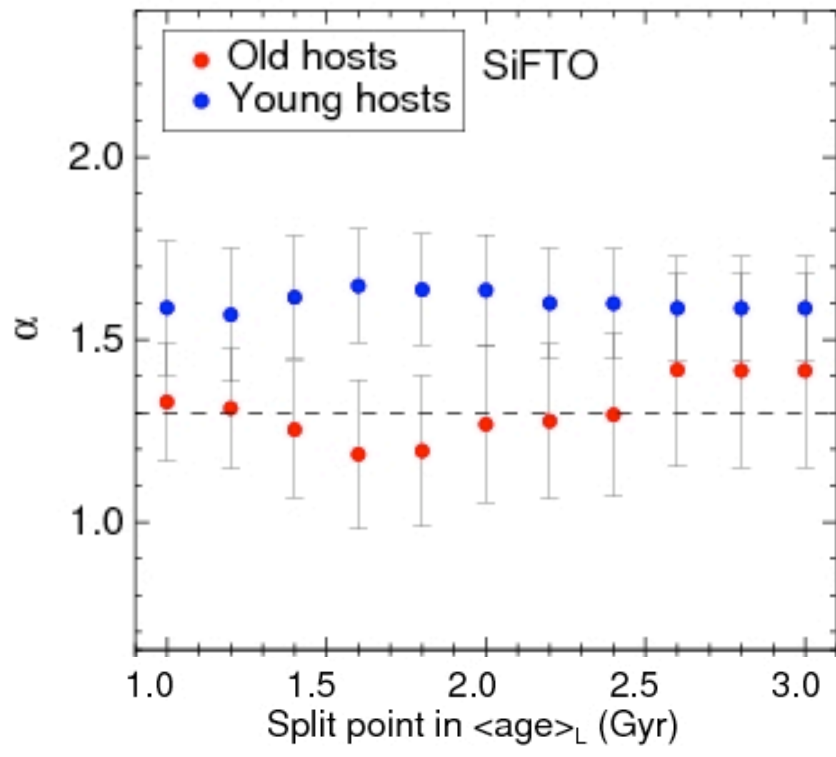 Old hosts
Young hosts
SiFTO
2.0
1.5
1.0
α
1.0 1.5 2.0 2.5 3.0
Split point in <age>L (Gyr)